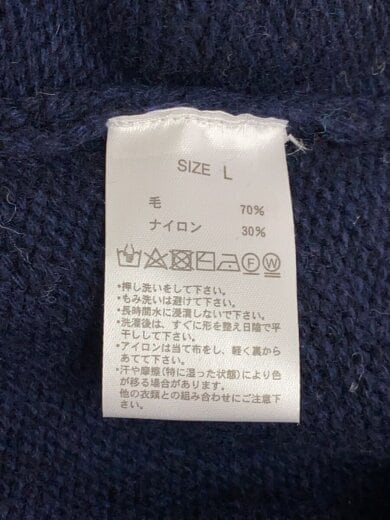 SIZE L
毛 70%
ナイロン 30%
F W
•押し洗いをして下さい。
•もみ洗いは避けて下さい。
•長時間水に浸漬しないで下さい。
•洗濯後は、すぐに形を整え日陰で平
干しして下さい。
•アイロンは当て布をし、軽く裏から
あてて下さい。
•汗や摩擦(特に湿った状態)により色
が移る場合があります。
他の衣類との組み合わせにご注意下
さい。